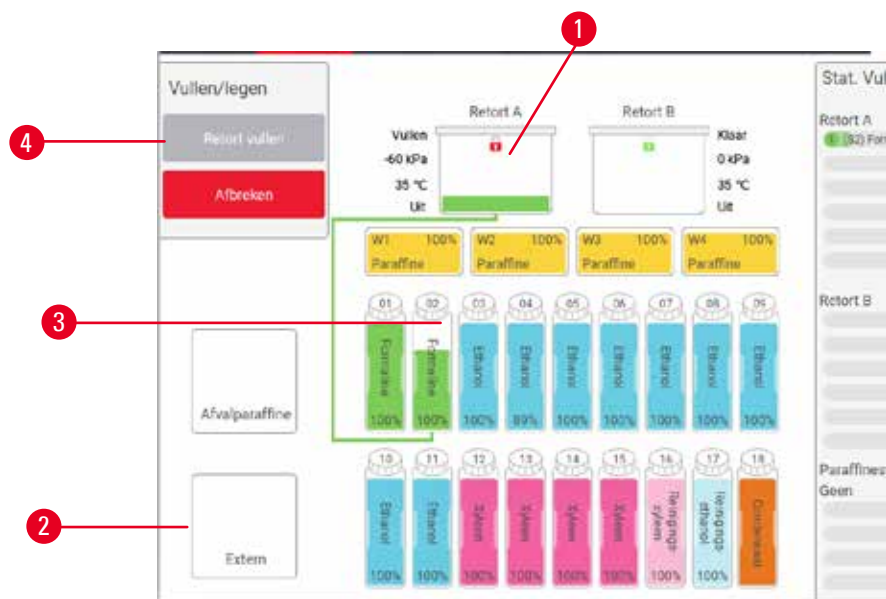 1
Vullen/legen
Retort vullen
Afbreken
4
Retort A
Retort B
Vullen
-60 kPa
35 °C
Uit
Klaar
0 kPa
35 °C
Uit
W1 100%
Paraffine
W2 100%
Paraffine
W3 100%
Paraffine
W4 100%
Paraffine
3
01 02 03 04 05 06 07 08 09
Formaline
Formaline
Ethanol
Ethanol
Ethanol
Ethanol
Ethanol
Ethanol
Ethanol
100% 100% 100% 89% 100% 100% 100% 100% 100%
Afvalparaffine
10 11 12 13 14 15 16 17 18
Ethanol
Ethanol
Xyleen
Xyleen
Xyleen
Xyleen
Reinigings-
xyleen
Reinigings-
ethanol
Condensaat
100% 100% 100% 100% 100% 100% 100% 100%
2
Extern
Stat. Vul
Retort A
(S2) For
Retort B
Paraffines
Geen